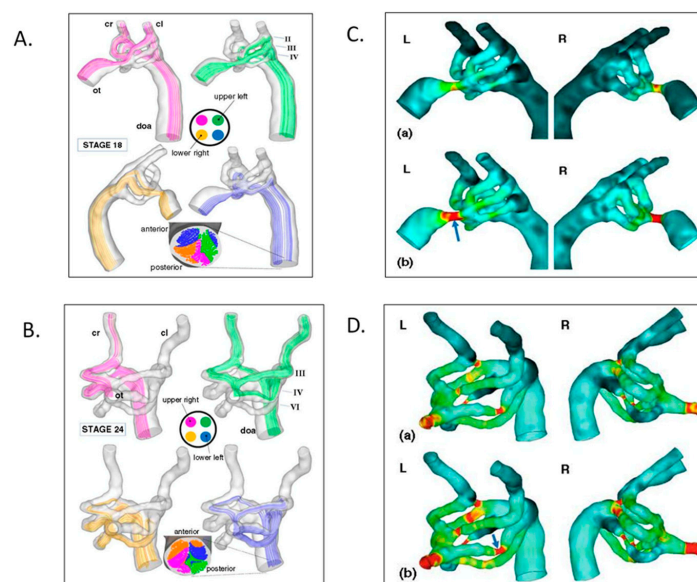 A.
cr cl
II
III
IV
ot
upper left
doa
STAGE 18
lower right
anterior
posterior
B.
cr cl
III
IV
ot
VI
upper right
STAGE 24
doa
lower left
anterior
posterior
C.
L R
(a)
L R
(b)
D.
L R
(a)
L R
(b)